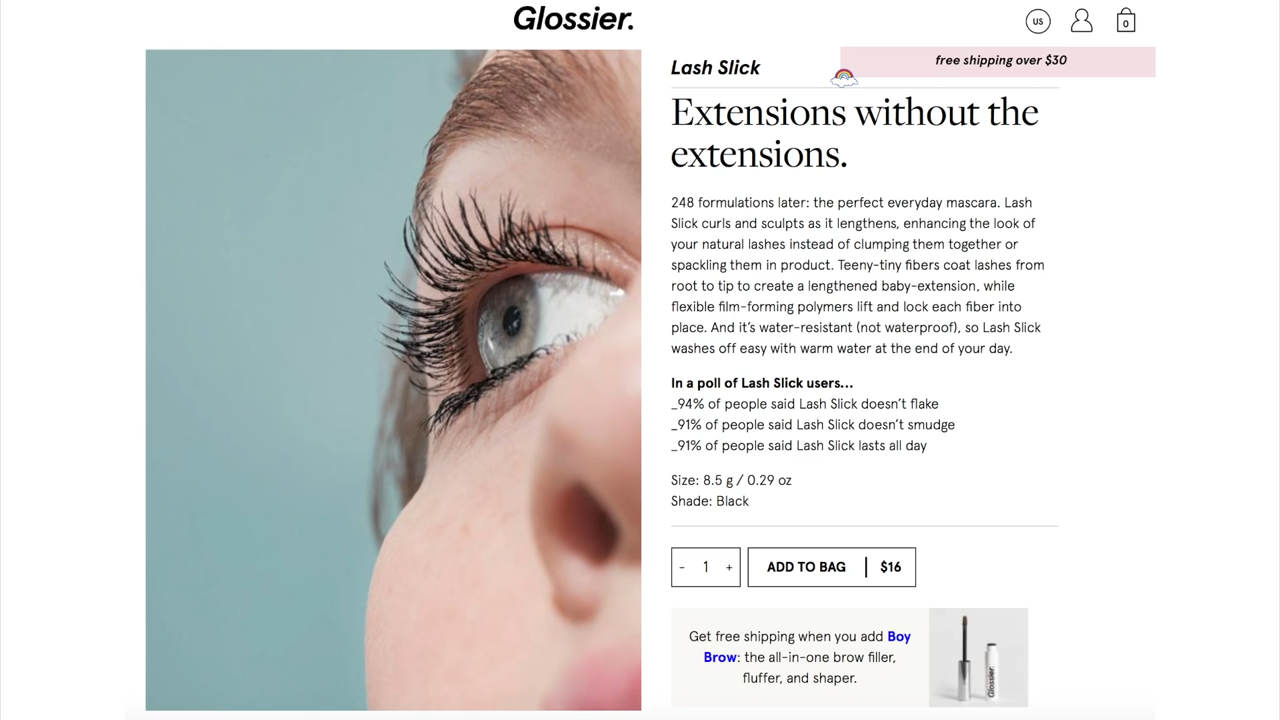 Glossier.
US
0
free shipping over $30
Lash Slick
Extensions without the
extensions.
248 formulations later: the perfect everyday mascara. Lash
Slick curls and sculpts as it lengthens, enhancing the look of
your natural lashes instead of clumping them together or
spackling them in product. Teeny-tiny fibers coat lashes from
root to tip to create a lengthened baby-extension, while
flexible film-forming polymers lift and lock each fiber into
place. And it’s water-resistant (not waterproof), so Lash Slick
washes off easy with warm water at the end of your day.
In a poll of Lash Slick users...
_94% of people said Lash Slick doesn’t flake
_91% of people said Lash Slick doesn’t smudge
_91% of people said Lash Slick lasts all day
Size: 8.5 g / 0.29 oz
Shade: Black
- 1 +
ADD TO BAG | $16
Get free shipping when you add Boy
Brow: the all-in-one brow filler,
fluffer, and shaper.
Glossier.